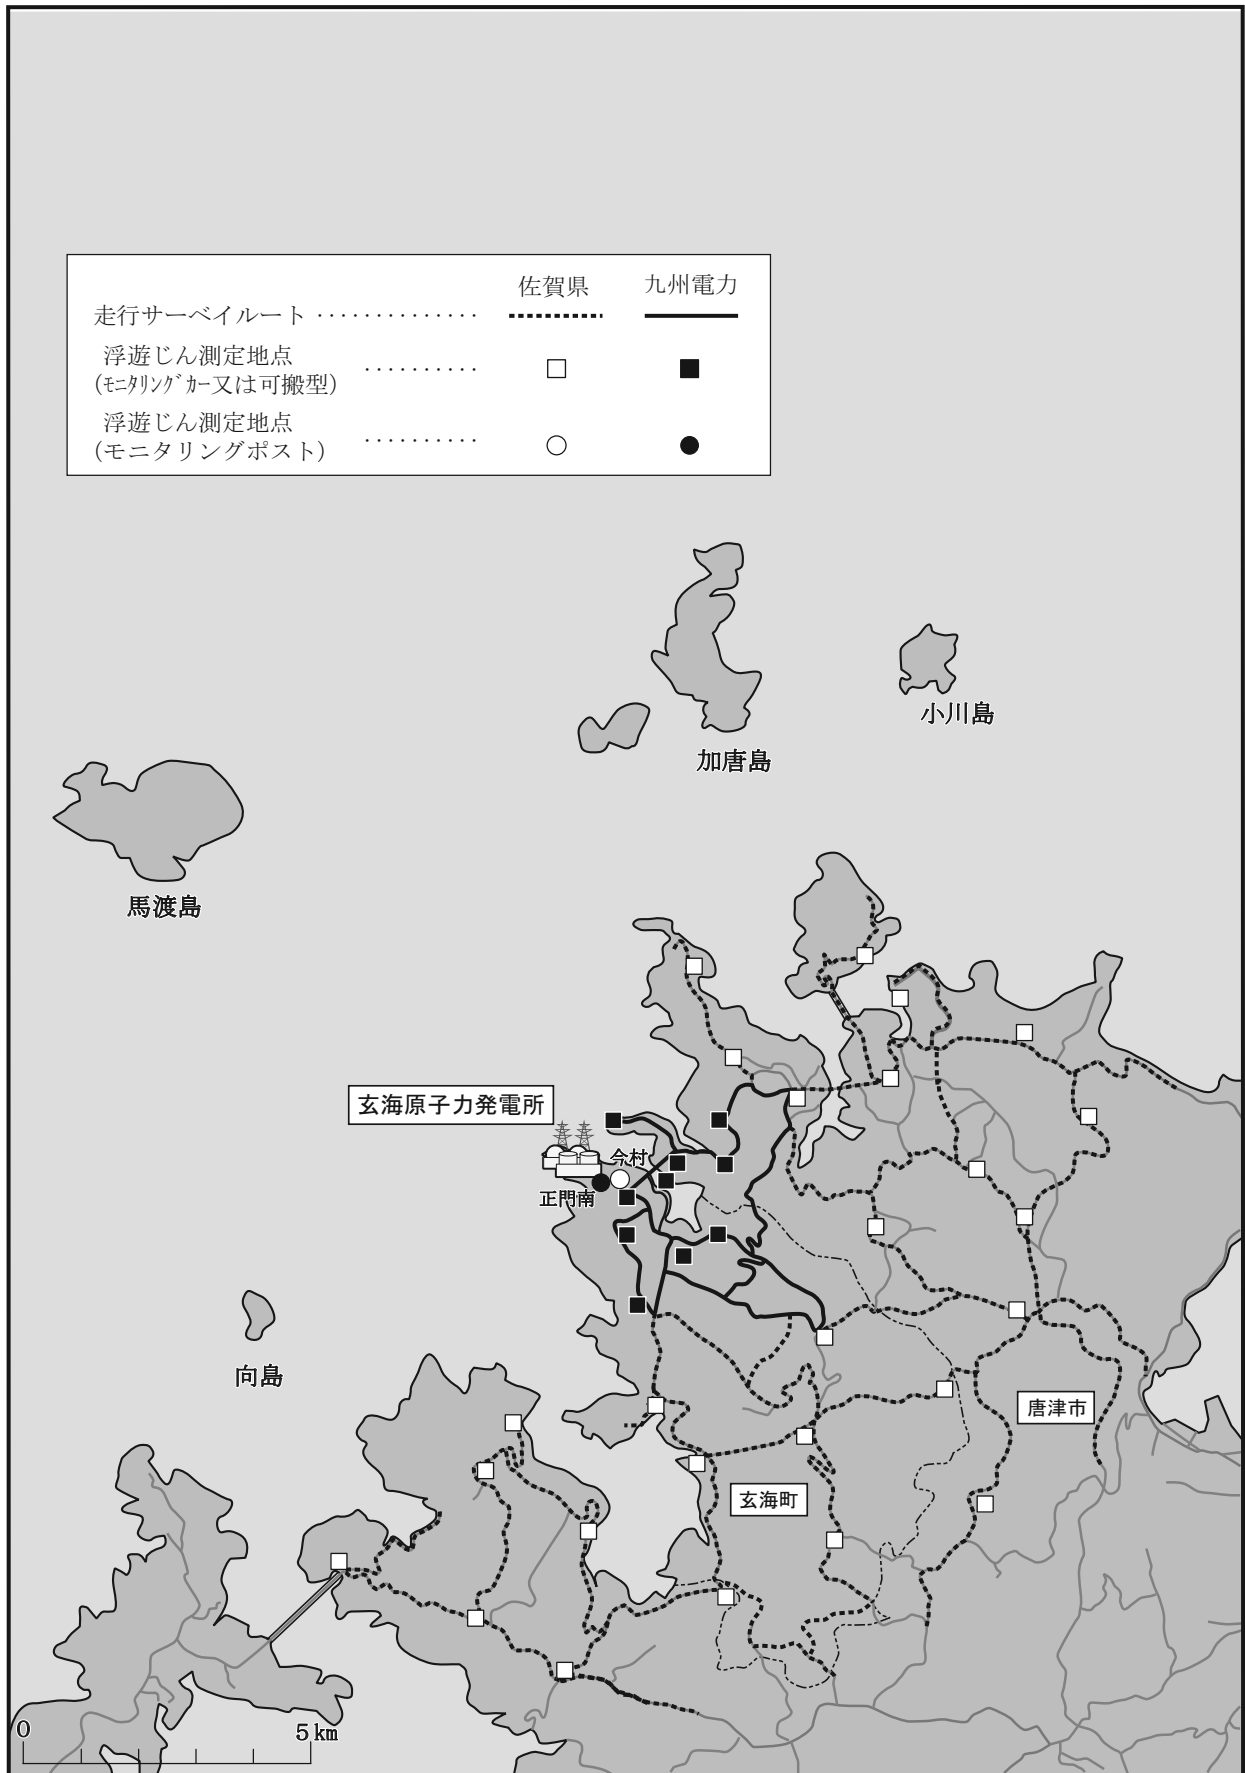 佐賀県 九州電力
走行サーベイルート ··············
浮遊じん測定地点
(ﾓﾆﾀﾘﾝｸﾞｶｰ又は可搬型) ··········
浮遊じん測定地点
(モニタリングポスト) ··········
小川島
加唐島
馬渡島
玄海原子力発電所
今村
正門南
向島
唐津市
玄海町
0 5㎞